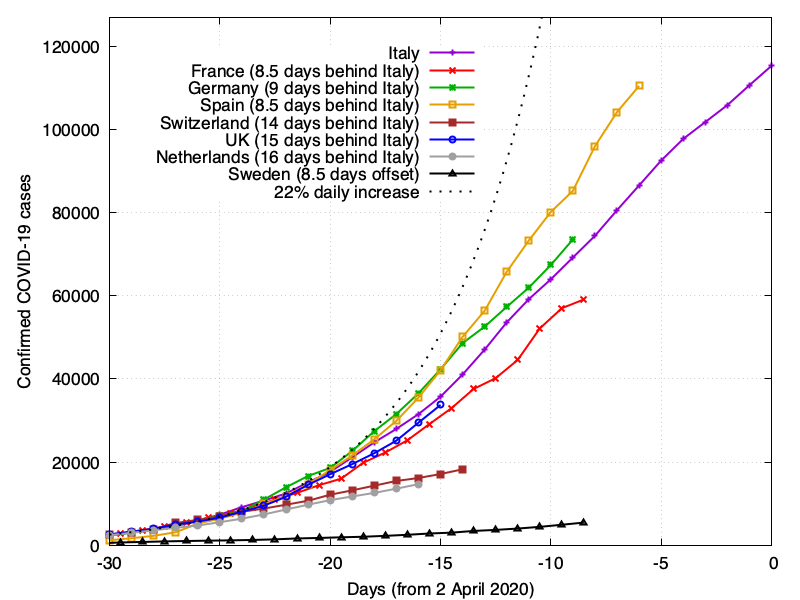 120000
100000
80000
60000
40000
20000
0
Confirmed COVID-19 cases
Italy
France (8.5 days behind Italy)
Germany (9 days behind Italy)
Spain (8.5 days behind Italy)
Switzerland (14 days behind Italy)
UK (15 days behind Italy)
Netherlands (16 days behind Italy)
Sweden (8.5 days offset)
22% daily increase
-30 -25 -20 -15 -10 -5 0
Days (from 2 April 2020)